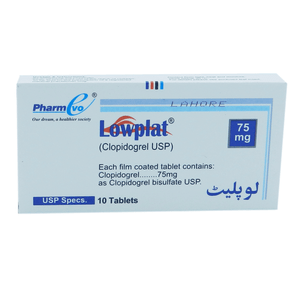 Pharmevo
Our dream, a healthier society
LAHORE
Lowplat®
(Clopidogrel USP)
75
mg
Each film coated tablet contains:
Clopidogrel........75mg
as Clopidogrel bisulfate USP.
لوپلیٹ
USP Specs.
10 Tablets